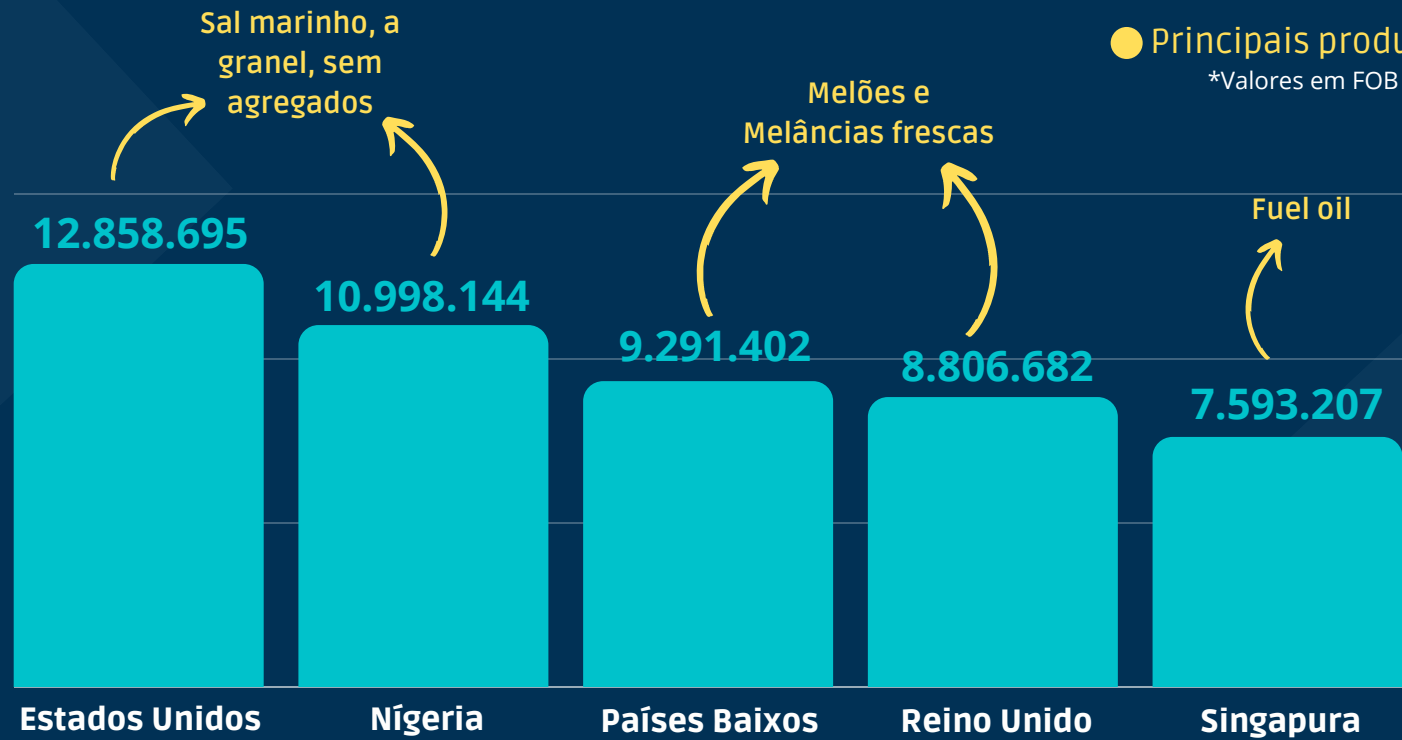 Sal marinho, a
granel, sem
agregados
Principais produ
*Valores em FOB
Melões e
Melâncias frescas
Fuel oil
12.858.695
10.998.144
9.291.402
8.806.682
7.593.207
Estados Unidos
Nígeria
Países Baixos
Reino Unido
Singapura